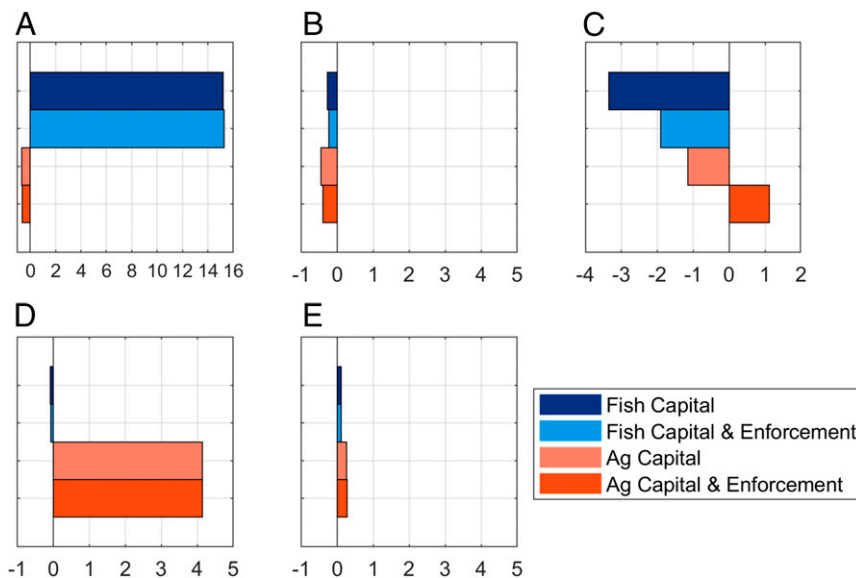 A
B
C
0 2 4 6 8 10 12 14 16
-1 0 1 2 3 4 5
-4 -3 -2 -1 0 1 2
D
E
-1 0 1 2 3 4 5
-1 0 1 2 3 4 5
Fish Capital
Fish Capital & Enforcement
Ag Capital
Ag Capital & Enforcement